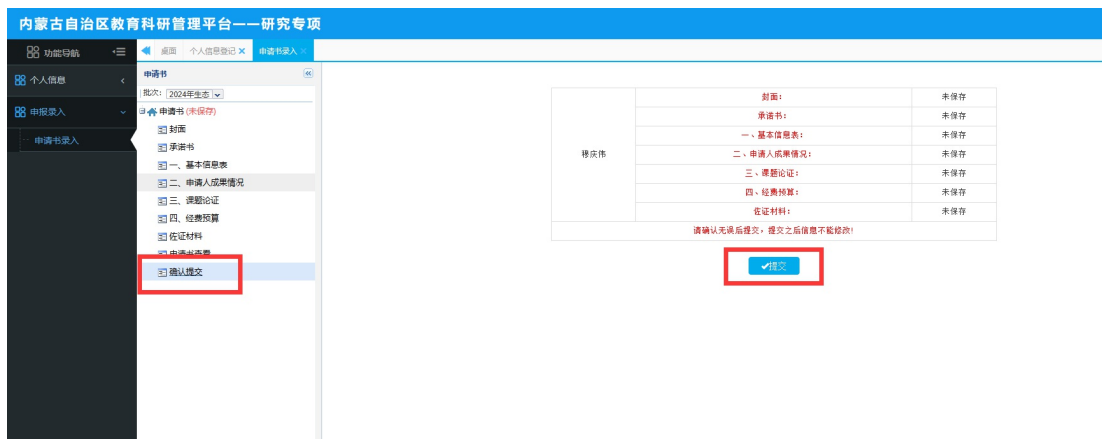 内蒙古自治区教育科研管理平台——研究专项
功能导航
桌面 个人信息登记 申请书录入
个人信息
申报录入
申请书录入
申请书
批次: 2024年生态
申请书(未保存)
封面
承诺书
一、基本信息表
二、申请人成果情况
三、课题论证
四、经费预算
佐证材料
申请书查看
确认提交
穆庆伟
封面: 未保存
承诺书: 未保存
一、基本信息表: 未保存
二、申请人成果情况: 未保存
三、课题论证: 未保存
四、经费预算: 未保存
佐证材料: 未保存
请确认无误后提交，提交之后信息不能修改!
提交